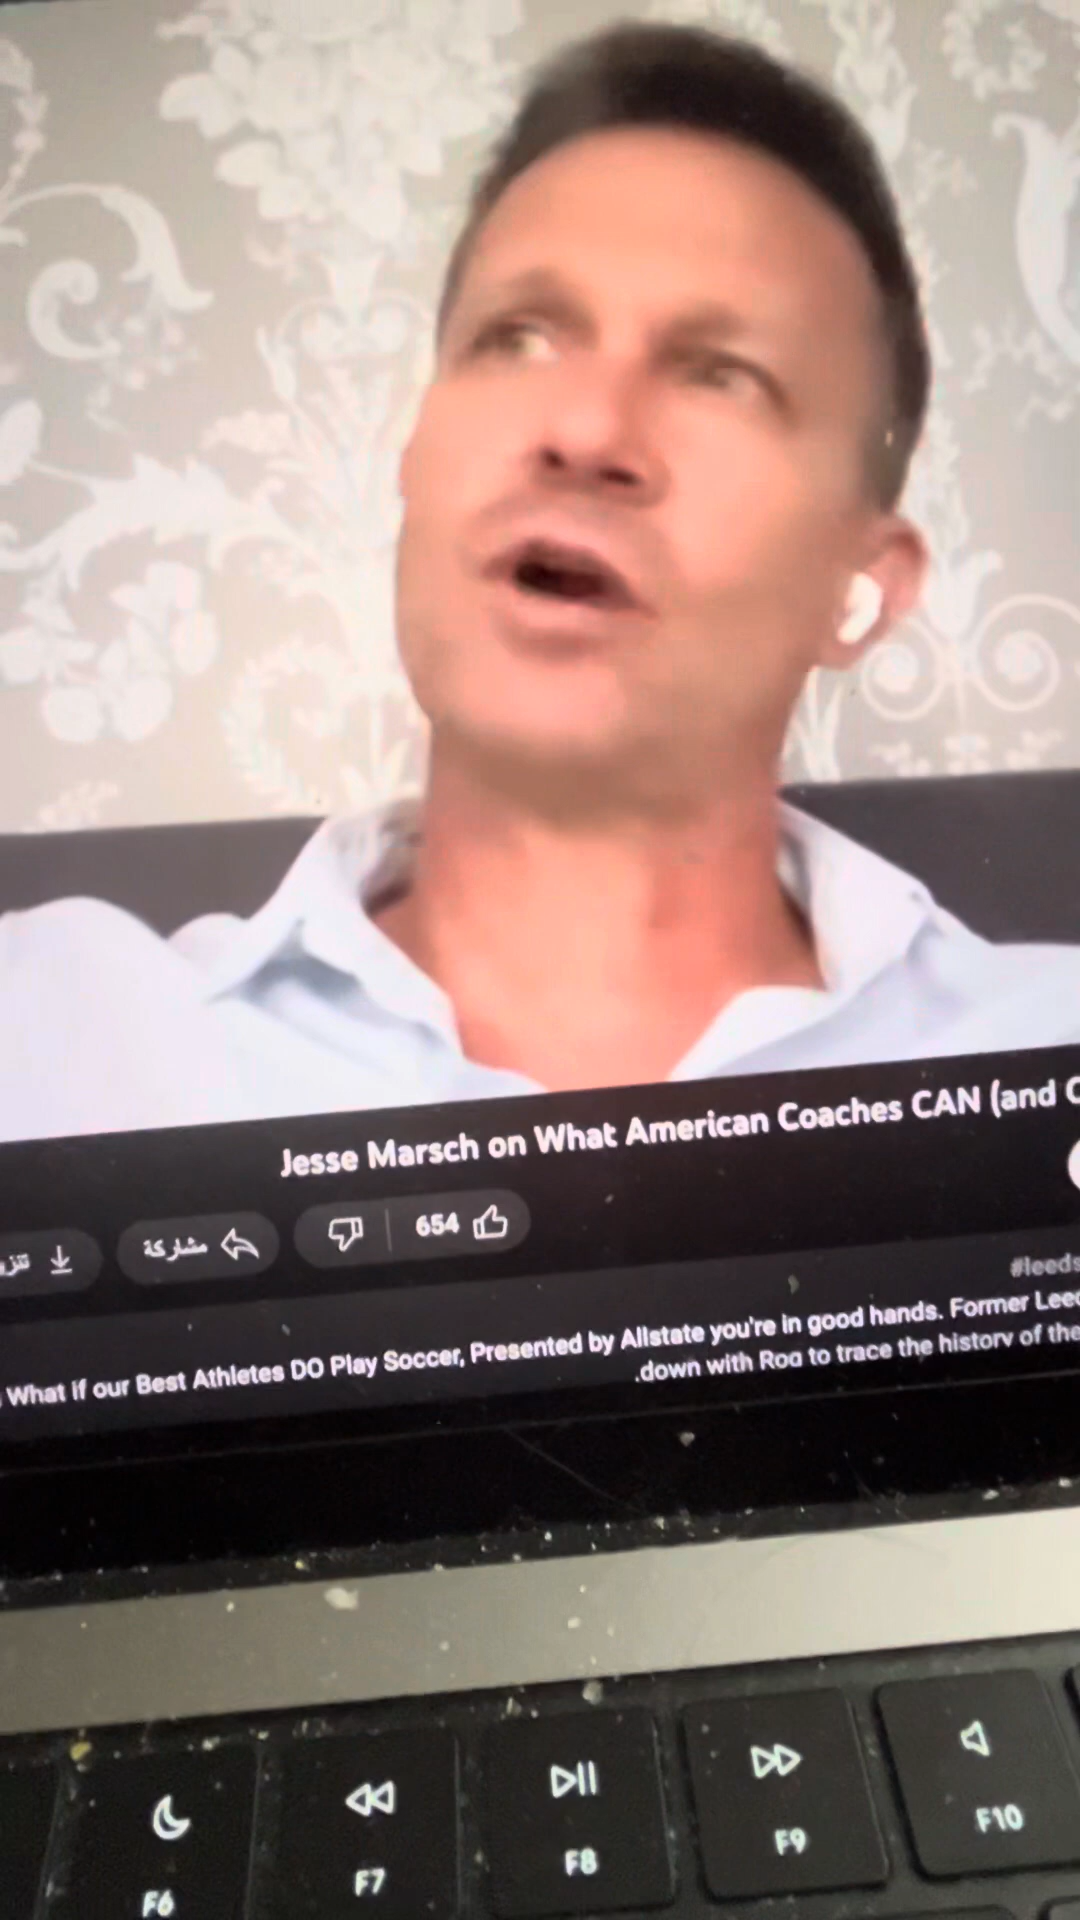 Jesse Marsch on What American Coaches CAN (and
654
مشاركة
#leeds
What if our Best Athletes DO Play Soccer, Presented by Allstate you're in good hands. Former
.down with Rog to trace the history of the
F6
F7
F8
F9
F10